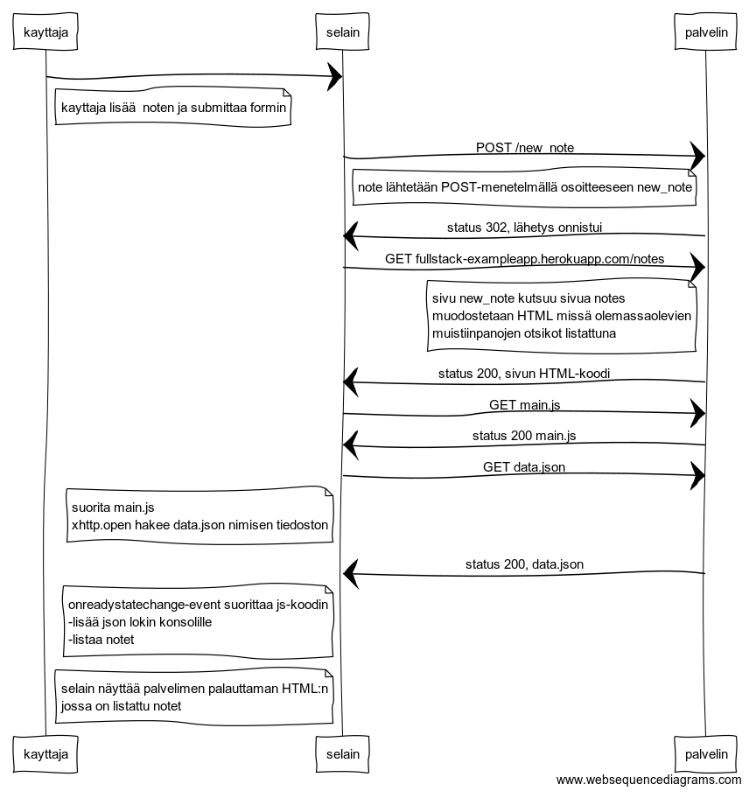 kayttaja
selain
palvelin
kayttaja lisää noten ja submittaa formin
POST /new_note
note lähtetään POST-menetelmällä osoitteeseen new_note
status 302, lähetys onnistui
GET fullstack-exampleapp.herokuapp.com/notes
sivu new_note kutsuu sivua notes
muodostetaan HTML missä olemassaolevien
muistiinpanojen otsikot listattuna
status 200, sivun HTML-koodi
GET main.js
status 200 main.js
GET data.json
suorita main.js
xhttp.open hakee data.json nimisen tiedoston
status 200, data.json
onreadystatechange-event suorittaa js-koodin
-lisää json lokin konsolille
-listaa notet
selain näyttää palvelimen palauttaman HTML:n
jossa on listattu notet
kayttaja
selain
palvelin
www.websequencediagrams.com